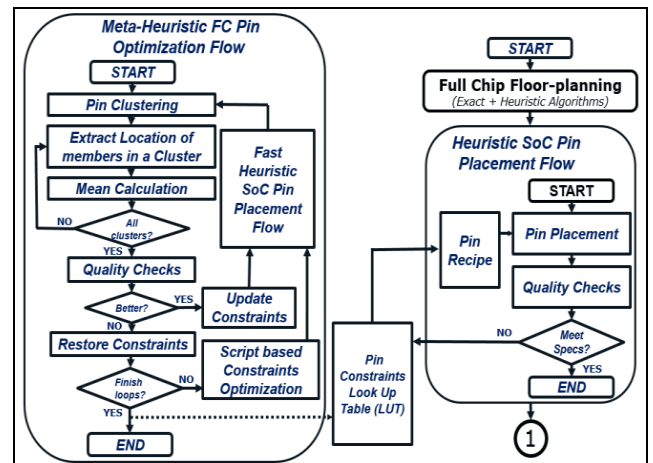 Meta-Heuristic FC Pin
Optimization Flow
START
Pin Clustering
Extract Location of
members in a Cluster
Mean Calculation
NO
All
clusters?
YES
Quality Checks
Better?
YES
Update
Constraints
NO
Restore Constraints
Finish
loops?
NO
Script based
Constraints
Optimization
YES
END
Fast
Heuristic
SoC Pin
Placement
Flow
START
Full Chip Floor-planning
(Exact + Heuristic Algorithms)
Heuristic SoC Pin
Placement Flow
START
Pin
Recipe
Pin Placement
Quality Checks
NO
Meet
Specs?
YES
END
Pin
Constraints
Look Up
Table (LUT)
1